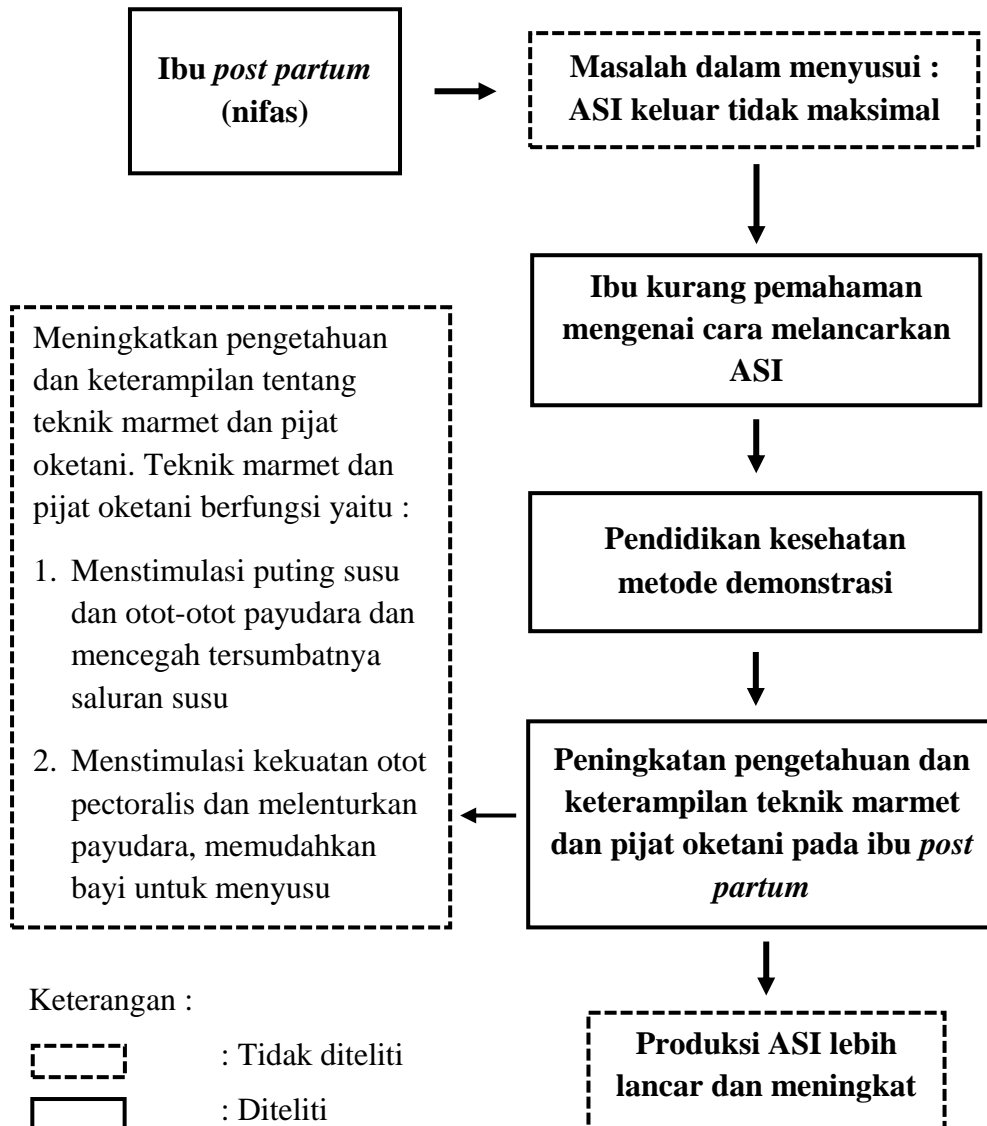 Ibu post partum
(nifas)
Masalah dalam menyusui :
ASI keluar tidak maksimal
Ibu kurang pemahaman
mengenai cara melancarkan
ASI
Pendidikan kesehatan
metode demonstrasi
Peningkatan pengetahuan dan
keterampilan teknik marmet
dan pijat oketani pada ibu post
partum
Meningkatkan pengetahuan
dan keterampilan tentang
teknik marmet dan pijat
oketani. Teknik marmet dan
pijat oketani berfungsi yaitu :
1. Menstimulasi puting susu
dan otot-otot payudara dan
mencegah tersumbatnya
saluran susu
2. Menstimulasi kekuatan otot
pectoralis dan melenturkan
payudara, memudahkan
bayi untuk menyusu
Produksi ASI lebih
lancar dan meningkat
Keterangan :
: Tidak diteliti
: Diteliti